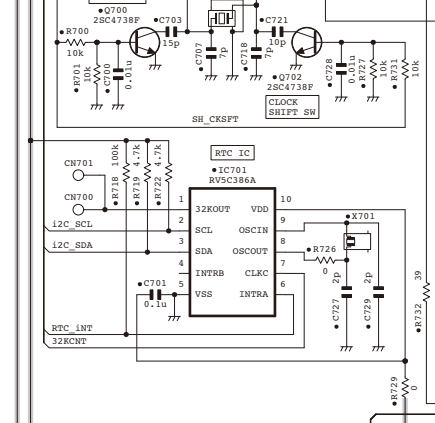 Q700
2SC4738F
C703
15p
C721
10p
R700
10k
R701
10k
C700
0.01u
C707
7p
C718
7p
Q702
2SC4738F
C728
0.01u
R727
10k
R731
10k
CLOCK
SHIFT SW
SH_CKSFT
CN701
CN700
R718
100k
R719
4.7k
R722
4.7k
RTC IC
IC701
RV5C386A
1
32KOUT
VDD
10
2
SCL
OSCIN
9
3
SDA
OSCOUT
8
4
INTRB
CLKC
7
5
VSS
INTRA
6
X701
R726
0
C727
2p
C729
2p
R732
39
R729
0
i2C_SCL
i2C_SDA
C701
0.1u
RTC_iNT
32KCNT